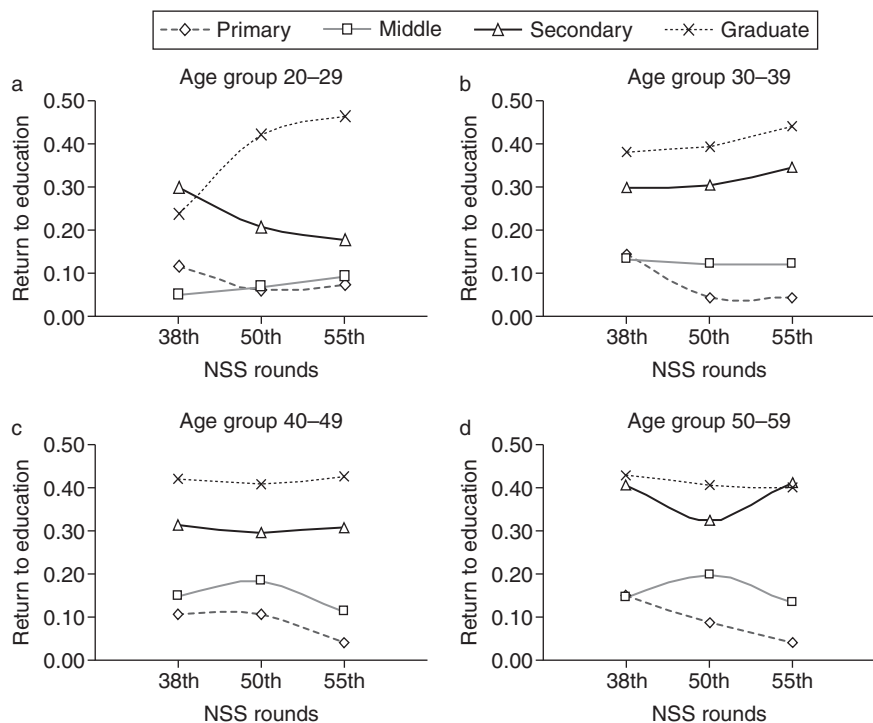 Primary Middle Secondary Graduate
a Age group 20–29
0.50
0.40
0.30
0.20
0.10
0.00
Return to education
38th 50th 55th
NSS rounds
b Age group 30–39
0.50
0.40
0.30
0.20
0.10
0.00
Return to education
38th 50th 55th
NSS rounds
c Age group 40–49
0.50
0.40
0.30
0.20
0.10
0.00
Return to education
38th 50th 55th
NSS rounds
d Age group 50–59
0.50
0.40
0.30
0.20
0.10
0.00
Return to education
38th 50th 55th
NSS rounds